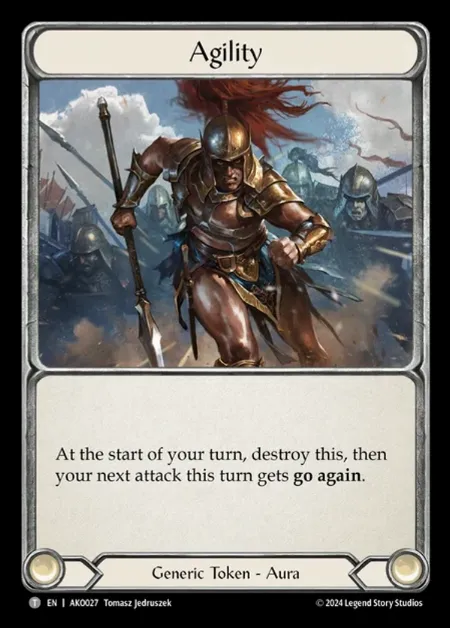 Agility
At the start of your turn, destroy this, then
your next attack this turn gets go again.
Generic Token - Aura
T EN | AKO027 Tomasz Jedruszek © 2024 Legend Story Studios